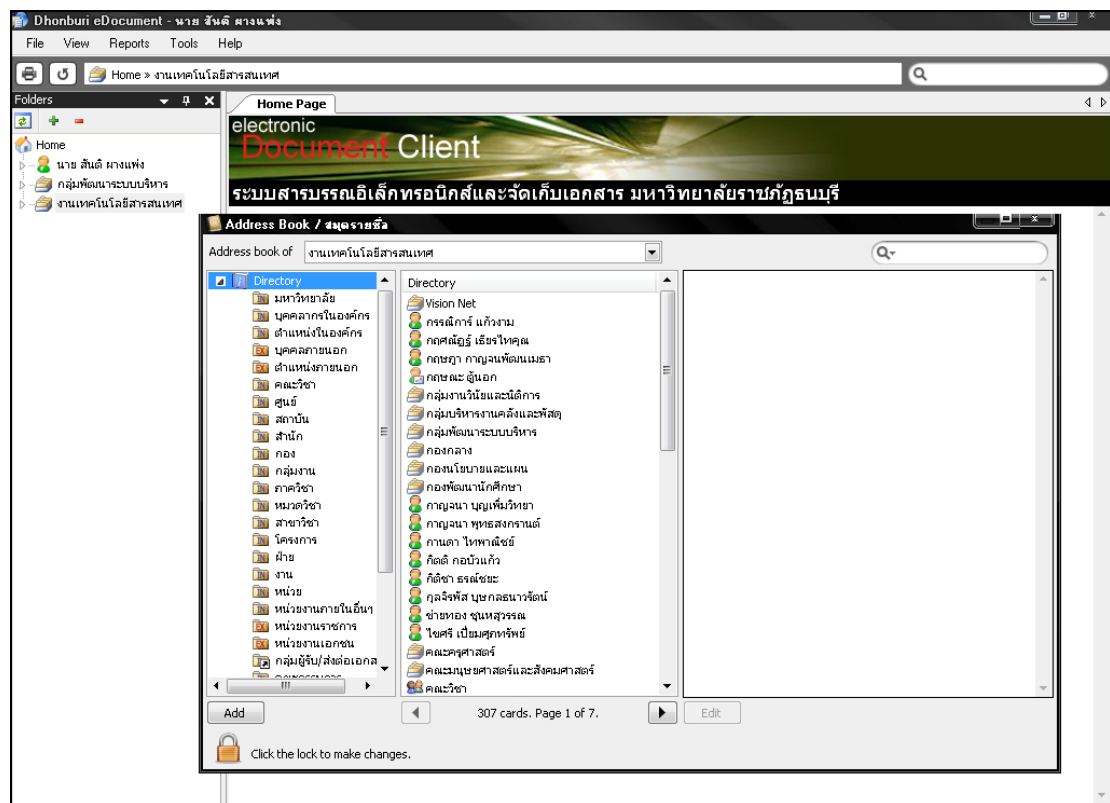 Dhonburi eDocument - นาย สันติ ผางแพ่ง
File View Reports Tools Help
Home » งานเทคโนโลยีสารสนเทศ
Folders
Home Page
Home
นาย สันติ ผางแพ่ง
กลุ่มพัฒนาระบบบริหาร
งานเทคโนโลยีสารสนเทศ
electronic
Document Client
ระบบสารบรรณอิเล็กทรอนิกส์และจัดเก็บเอกสาร มหาวิทยาลัยราชภัฏธนบุรี
Address Book / สมุดรายชื่อ
Address book of งานเทคโนโลยีสารสนเทศ
Directory
มหาวิทยาลัย
บุคคลากรในองค์กร
ตำแหน่งในองค์กร
บุคคลภายนอก
ตำแหน่งภายนอก
คณะวิชา
ศูนย์
สถาบัน
สำนัก
กอง
กลุ่มงาน
ภาควิชา
หมวดวิชา
สาขาวิชา
โครงการ
ฝ่าย
งาน
หน่วย
หน่วยงานภายในอื่นๆ
หน่วยงานราชการ
หน่วยงานเอกชน
กลุ่มผู้รับ/ส่งต่อเอกส
Directory
Vision Net
กรรณิการ์ แก้วงาม
กฤศณัฏฐ์ เธียรไทคุณ
กฤษฎา กาญจนพัฒนเมธา
กฤษณะ ตู้นอก
กลุ่มงานวินัยและนิติการ
กลุ่มบริหารงานคลังและพัสดุ
กลุ่มพัฒนาระบบบริหาร
กองกลาง
กองนโยบายและแผน
กองพัฒนานักศึกษา
กาญจนา บุญเพิ่มวิทยา
กาญจนา พุทธสงกรานต์
กานดา ไทพาณิชย์
กิตติ กอบัวแก้ว
กิติชา ธรณ์ชยะ
กุลจิรพัส บุษกลธนาวรัตน์
ข่ายทอง ชุนหสุวรรณ
ไขศรี เปี่ยมศุภทรัพย์
คณะครุศาสตร์
คณะมนุษยศาสตร์และสังคมศาสตร์
คณะวิชา
Add
307 cards. Page 1 of 7.
Edit
Click the lock to make changes.